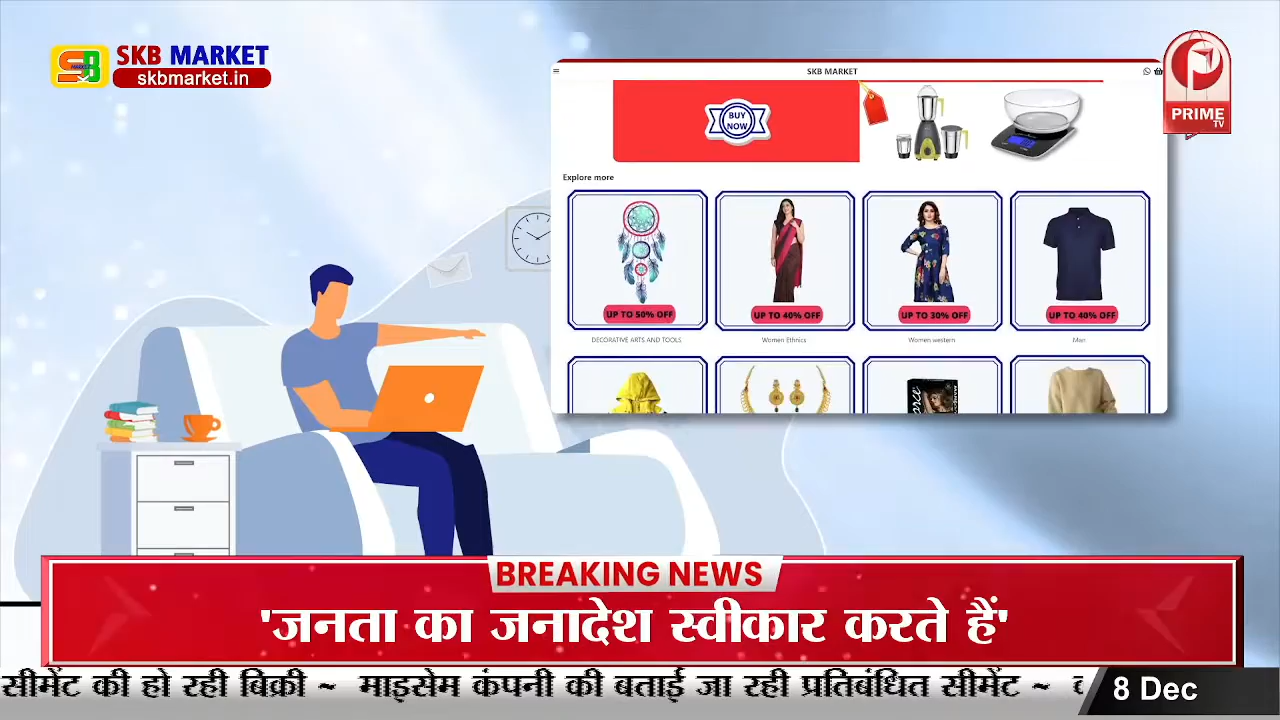 SKB MARKET
skbmarket.in
SKB MARKET
BUY
NOW
PRIME
TV
Explore more
UP TO 50% OFF
UP TO 40% OFF
UP TO 30% OFF
UP TO 40% OFF
DECORATIVE ARTS AND TOOLS
Women Ethnics
Women western
Man
BREAKING NEWS
'जनता का जनादेश स्वीकार करते हैं'
सीमेंट की हो रही बिक्री ~ माइसेम कंपनी की बताई जा रही प्रतिबंधित सीमेंट ~
8 Dec